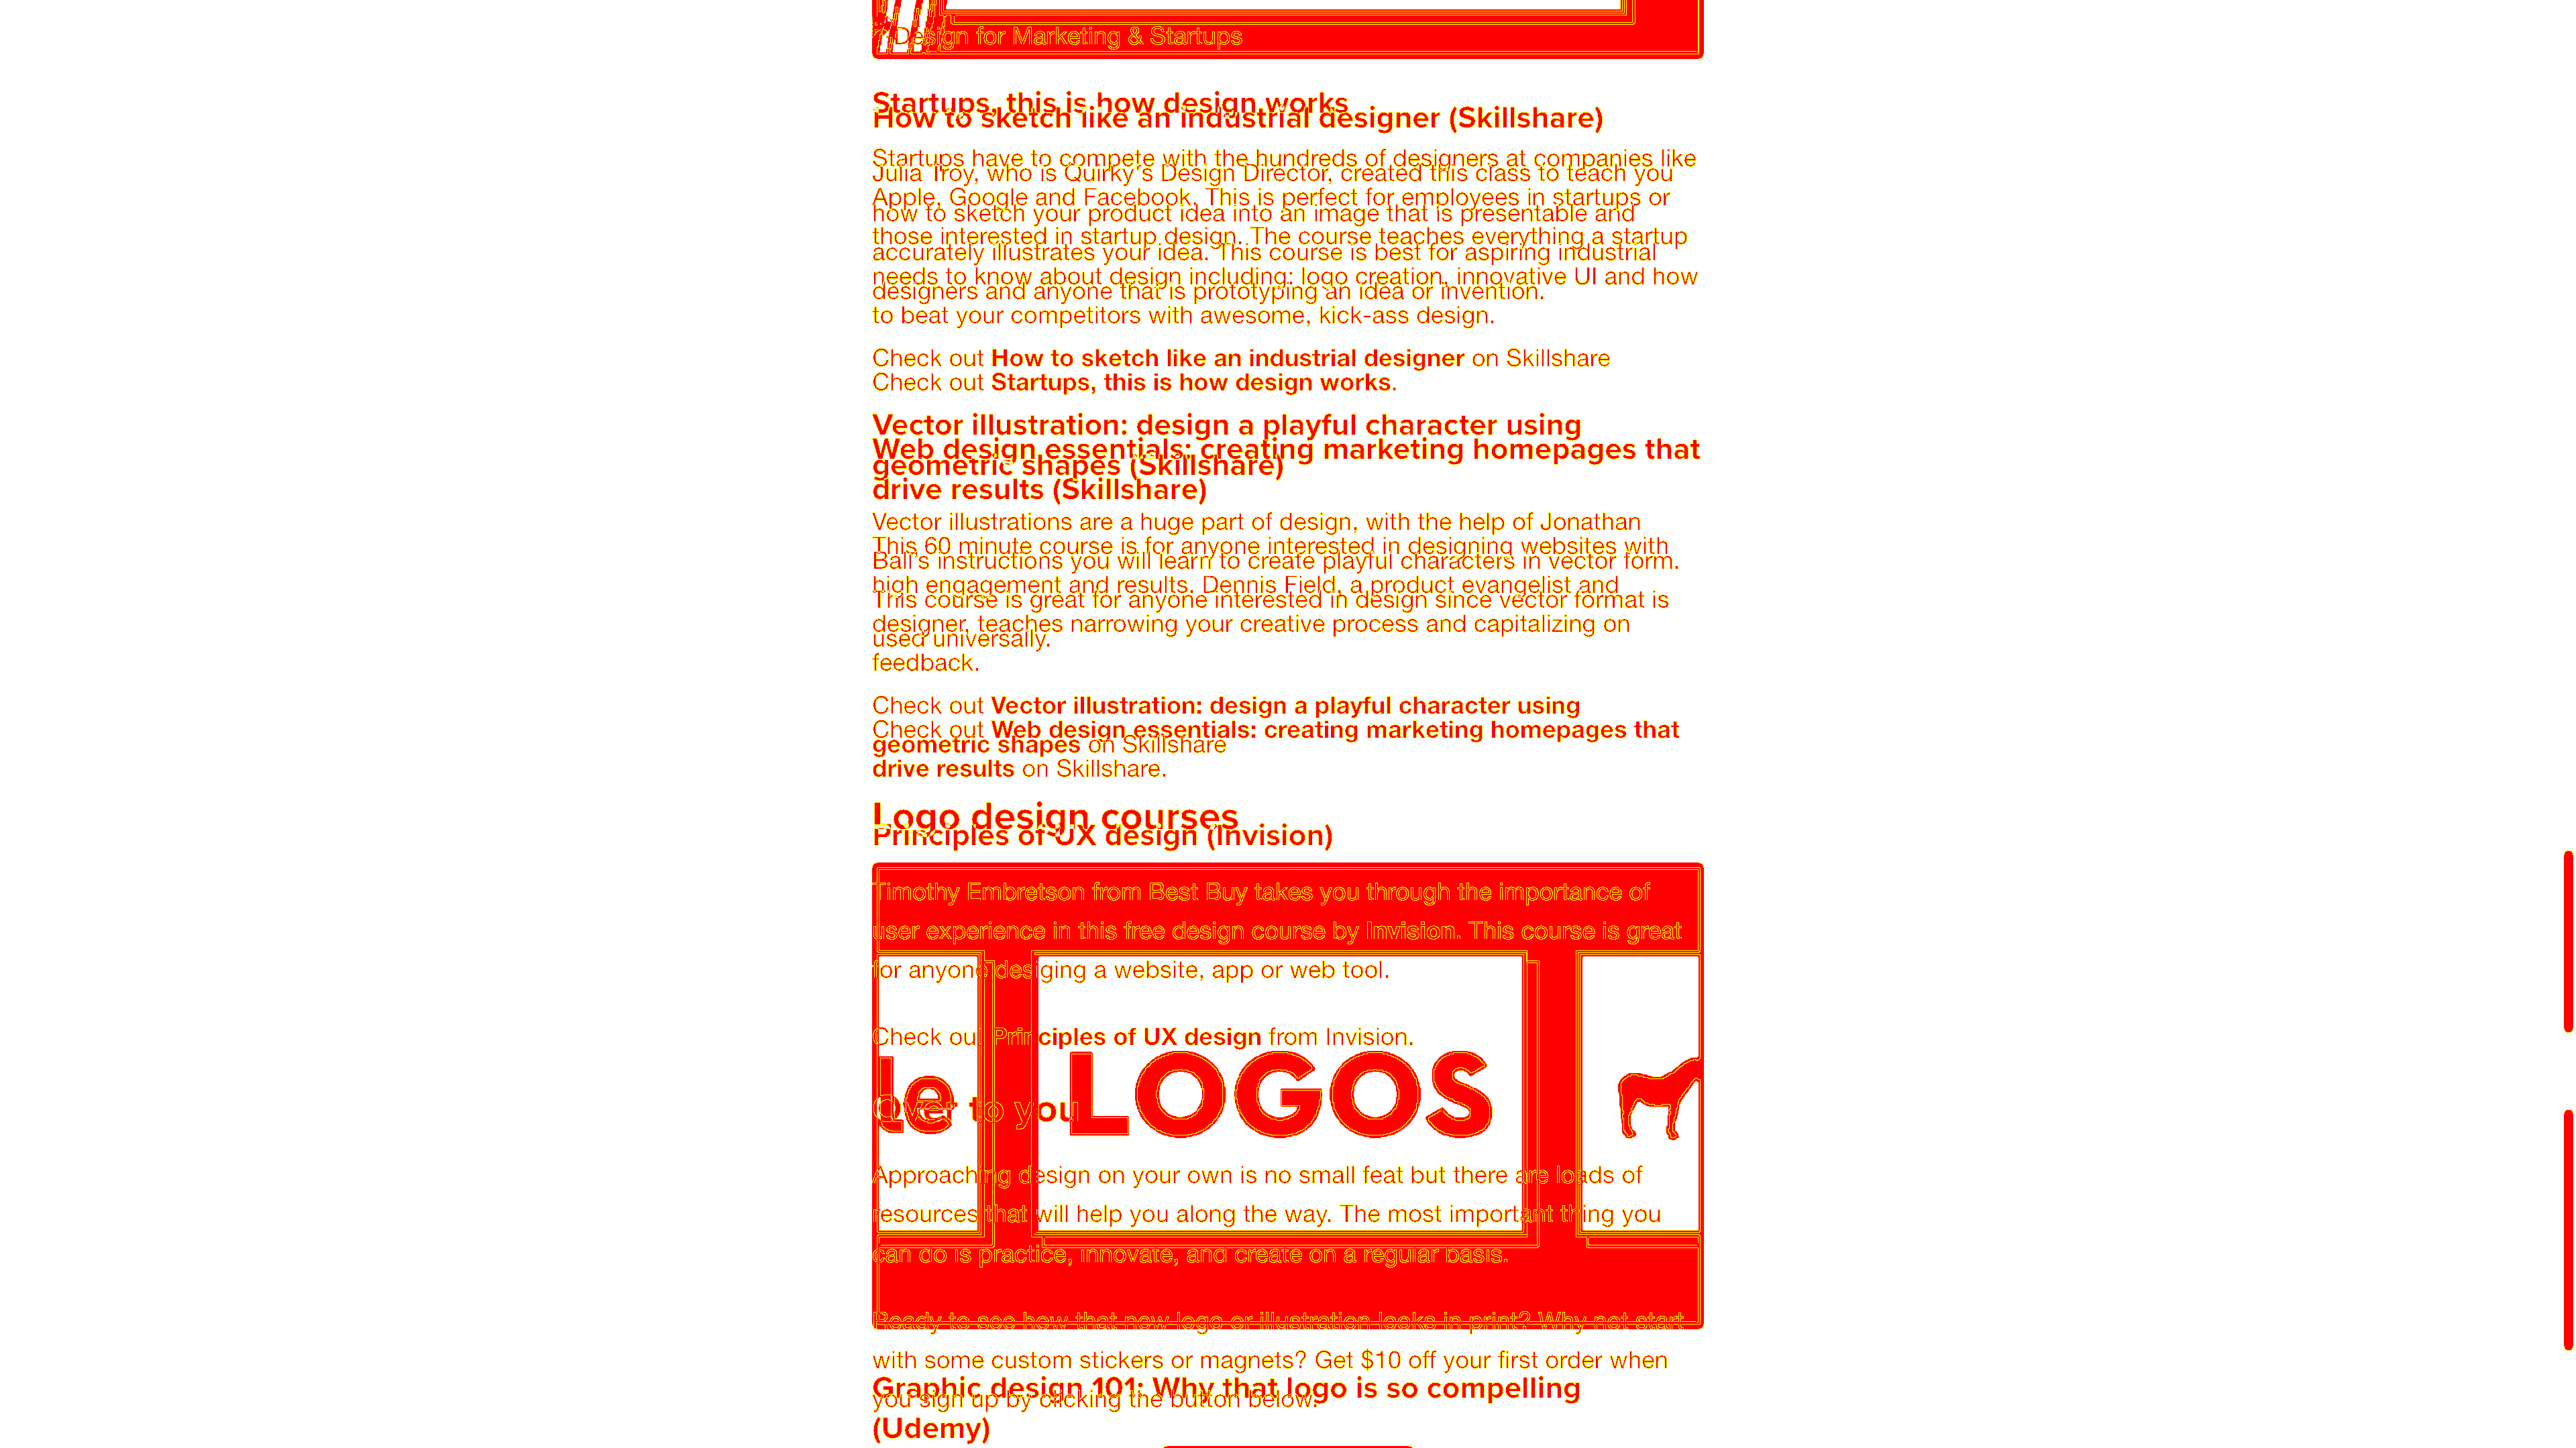 Design for Marketing & Startups
Startups, this is how design works
How to sketch like an industrial designer (Skillshare)
Startups have to compete with the hundreds of designers at companies like
Julia Troy, who is Quirky's Design Director, created this class to teach you
Apple, Google and Facebook. This is perfect for employees in startups or
how to sketch your product idea into an image that is presentable and
those interested in startup design. The course teaches everything a startup
accurately illustrates your idea. This course is best for aspiring industrial
needs to know about design including: logo creation, innovative UI and how
designers and anyone that is prototyping an idea or invention.
to beat your competitors with awesome, kick-ass design.
Check out How to sketch like an industrial designer on Skillshare
Check out Startups, this is how design works.
Vector illustration: design a playful character using
Web design essentials: creating marketing homepages that
geometric shapes (Skillshare)
drive results (Skillshare)
Vector illustrations are a huge part of design, with the help of Jonathan
This 60 minute course is for anyone interested in designing websites with
Ball's instructions you will learn to create playful characters in vector form.
high engagement and results. Dennis Field, a product evangelist and
This course is great for anyone interested in design since vector format is
designer, teaches narrowing your creative process and capitalizing on
used universally.
feedback.
Check out Vector illustration: design a playful character using
Check out Web design essentials: creating marketing homepages that
geometric shapes on Skillshare
drive results on Skillshare.
Logo design courses
Principles of UX design (Invision)
Timothy Embretson from Best Buy takes you through the importance of
user experience in this free design course by Invision. This course is great
for anyone desiging a website, app or web tool.
Check out Principles of UX design from Invision.
le LOGOS
Over to you
Approaching design on your own is no small feat but there are loads of
resources that will help you along the way. The most important thing you
can do is practice, innovate, and create on a regular basis.
Ready to see how that new logo or illustration looks in print? Why not start
with some custom stickers or magnets? Get $10 off your first order when
Graphic design 101: Why that logo is so compelling
you sign up by clicking the button below.
(Udemy)